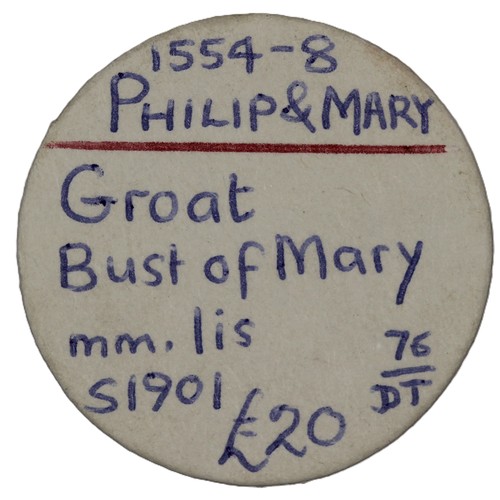 1554-8
PHILIP & MARY
Groat
Bust of Mary
mm. lis
S1901
£20
76
DT